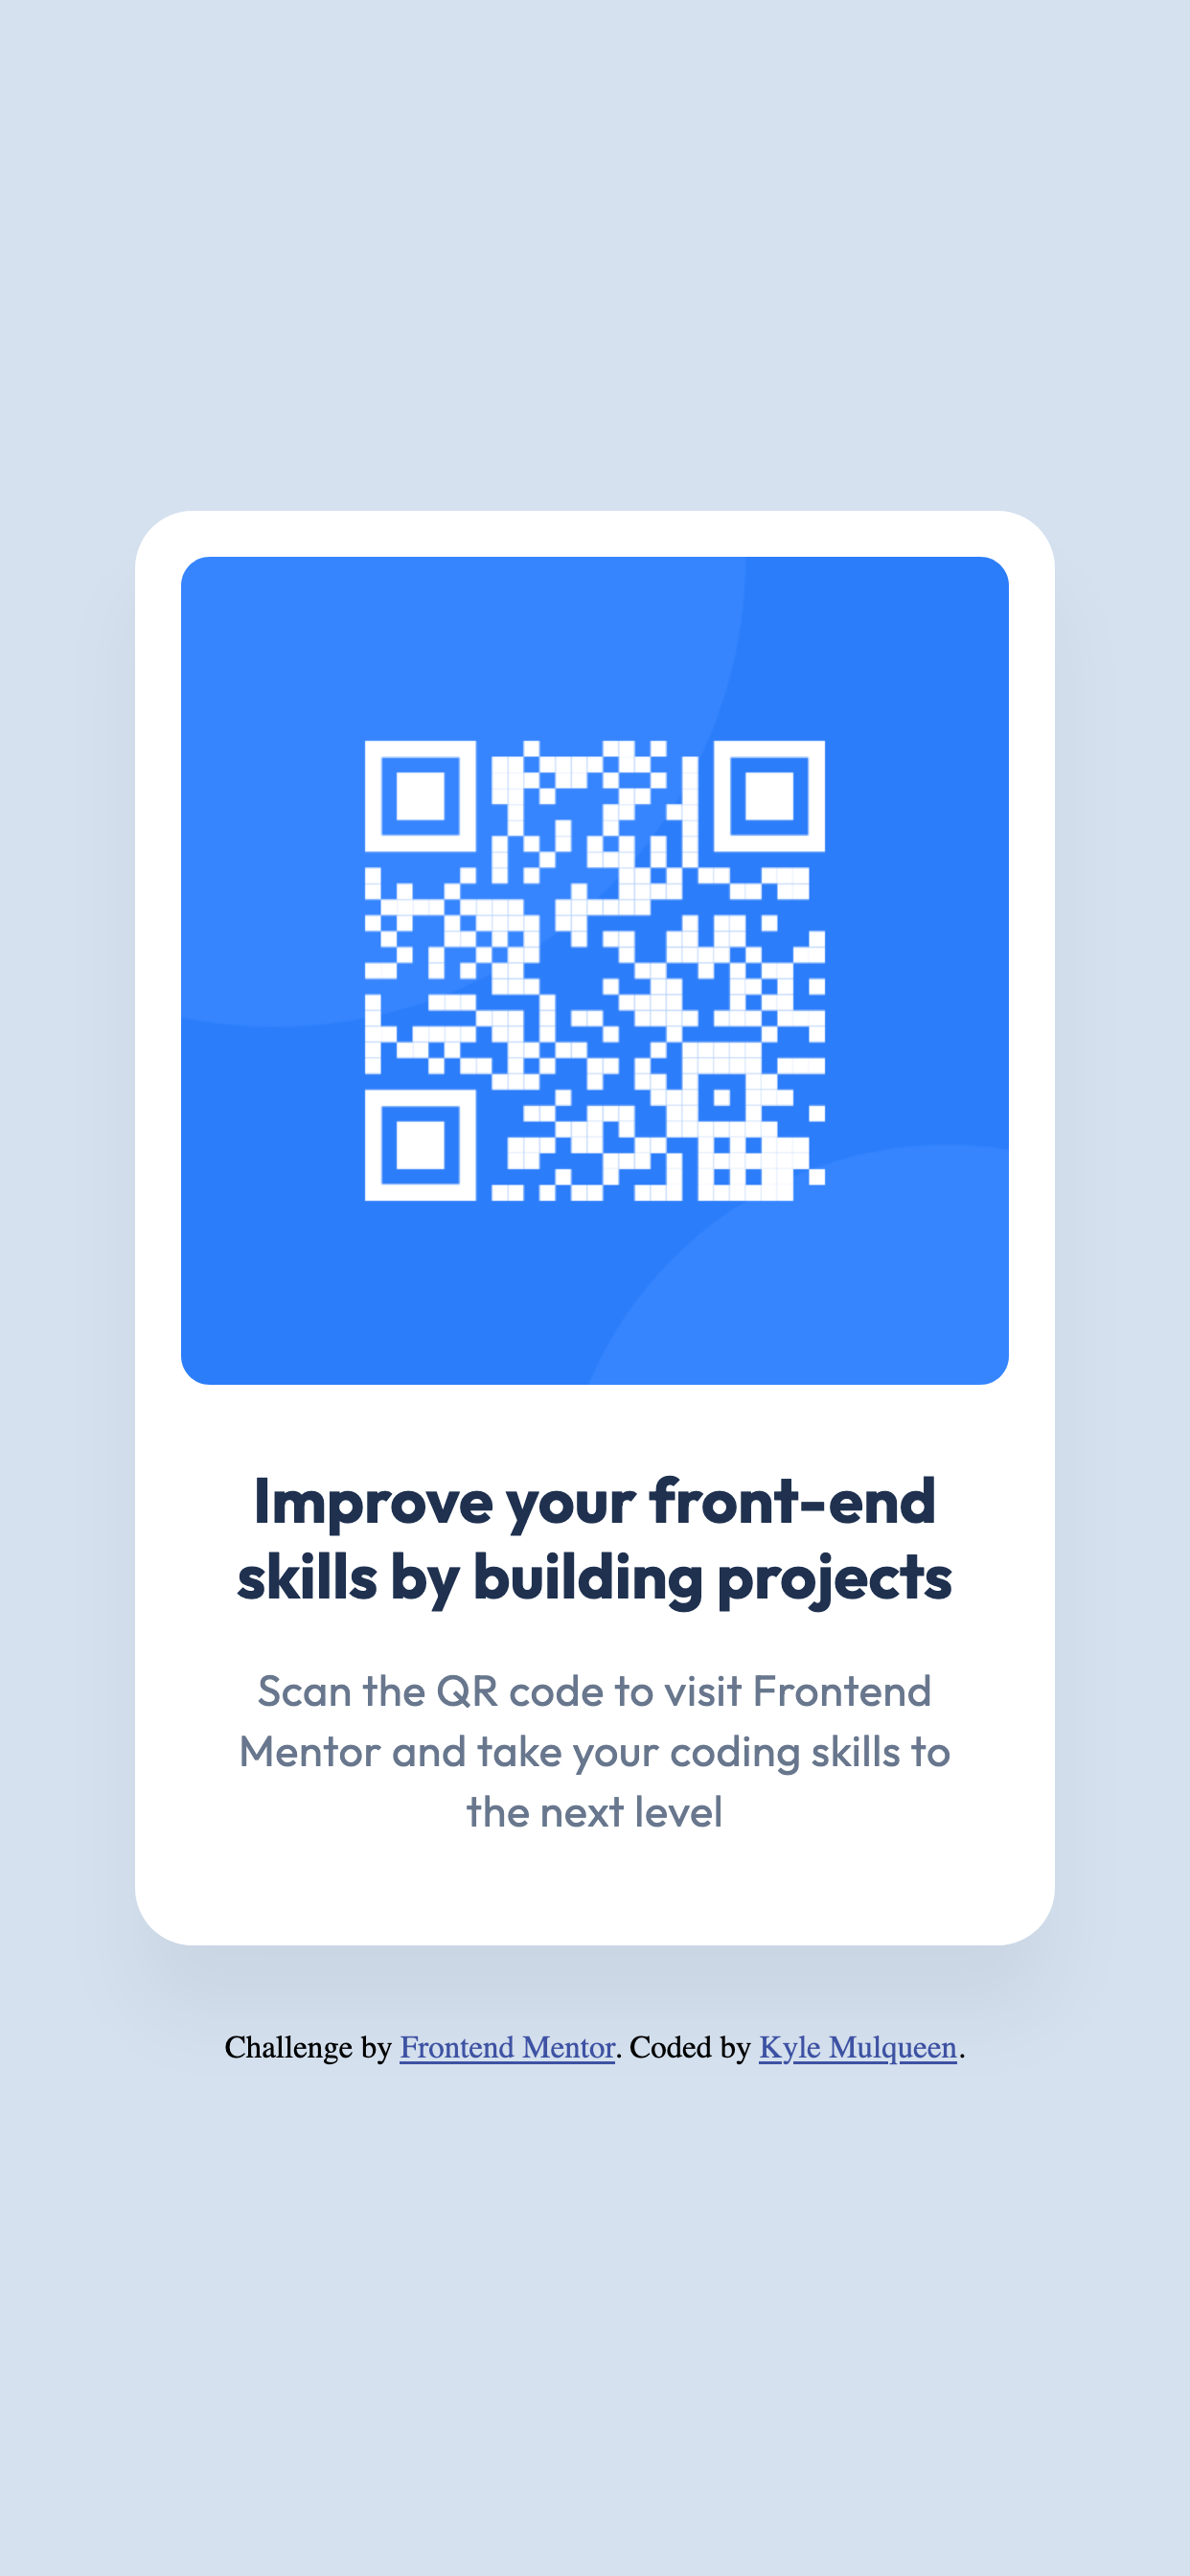 Improve your front-end
skills by building projects
Scan the QR code to visit Frontend
Mentor and take your coding skills to
the next level
Challenge by Frontend Mentor. Coded by Kyle Mulqueen.